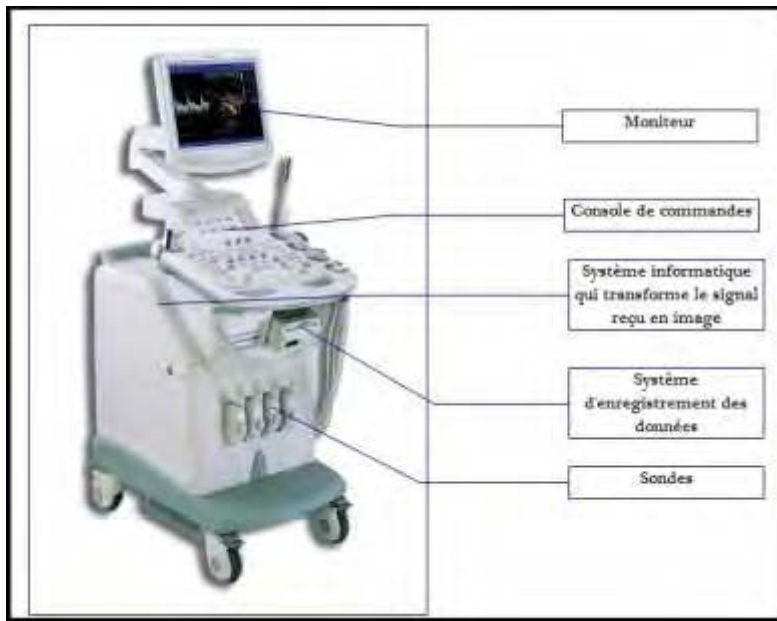 Moniteur
Console de commandes
Système informatique
qui transforme le signal
reçu en image
Système
d'enregistrement des
données
Sondes